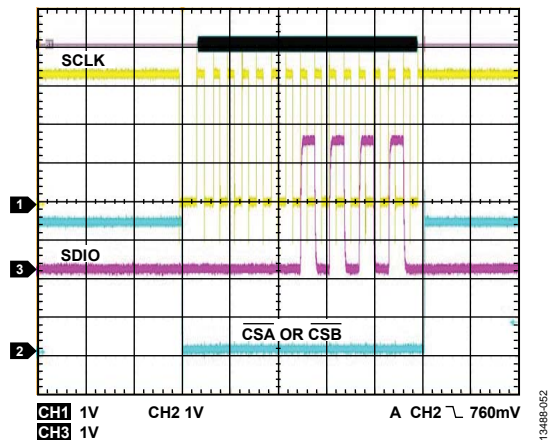 SCLK
1
SDIO
3
CSA OR CSB
2
CH1 1V CH2 1V A CH2 760mV
CH3 1V
13488-052